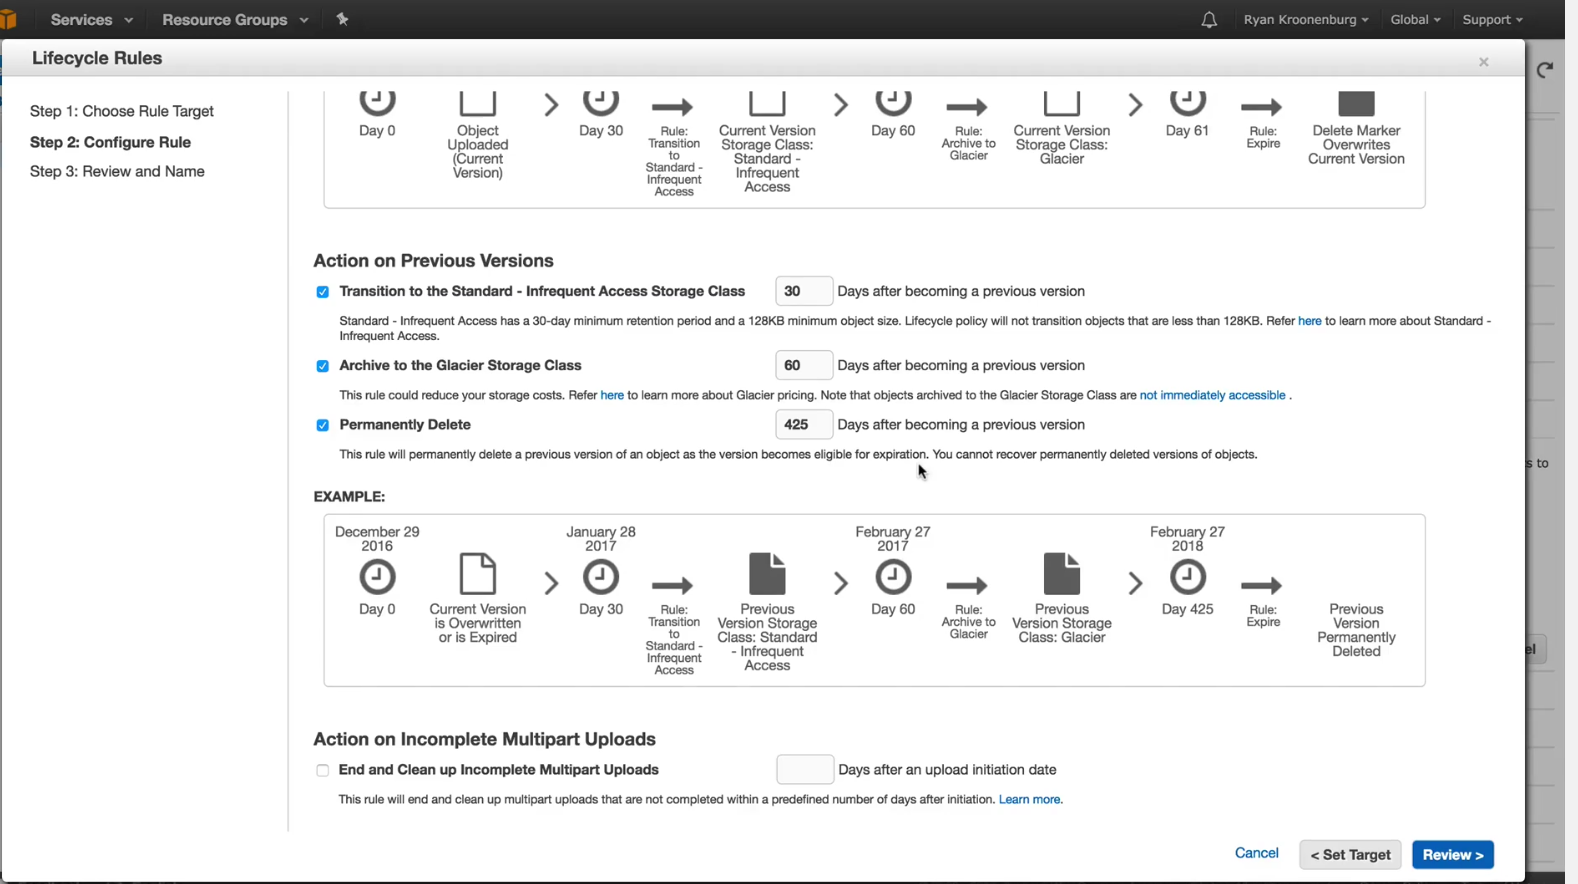 Services
Resource Groups
Ryan Kroonenburg
Global
Support
Lifecycle Rules
×
Step 1: Choose Rule Target
Step 2: Configure Rule
Step 3: Review and Name
Day 0
Object
Uploaded
(Current
Version)
Day 30
Rule:
Transition
to
Standard -
Infrequent
Access
Current Version
Storage Class:
Standard -
Infrequent
Access
Day 60
Rule:
Archive to
Glacier
Current Version
Storage Class:
Glacier
Day 61
Rule:
Expire
Delete Marker
Overwrites
Current Version
Action on Previous Versions
Transition to the Standard - Infrequent Access Storage Class
30
Days after becoming a previous version
Standard - Infrequent Access has a 30-day minimum retention period and a 128KB minimum object size. Lifecycle policy will not transition objects that are less than 128KB. Refer here to learn more about Standard -
Infrequent Access.
Archive to the Glacier Storage Class
60
Days after becoming a previous version
This rule could reduce your storage costs. Refer here to learn more about Glacier pricing. Note that objects archived to the Glacier Storage Class are not immediately accessible .
Permanently Delete
425
Days after becoming a previous version
This rule will permanently delete a previous version of an object as the version becomes eligible for expiration. You cannot recover permanently deleted versions of objects.
s to
EXAMPLE:
December 29
2016
Day 0
Current Version
is Overwritten
or is Expired
January 28
2017
Day 30
Rule:
Transition
to
Standard -
Infrequent
Access
Previous
Version Storage
Class: Standard
- Infrequent
Access
February 27
2017
Day 60
Rule:
Archive to
Glacier
Previous
Version Storage
Class: Glacier
February 27
2018
Day 425
Rule:
Expire
Previous
Version
Permanently
Deleted
el
Action on Incomplete Multipart Uploads
End and Clean up Incomplete Multipart Uploads
Days after an upload initiation date
This rule will end and clean up multipart uploads that are not completed within a predefined number of days after initiation. Learn more.
Cancel
< Set Target
Review >